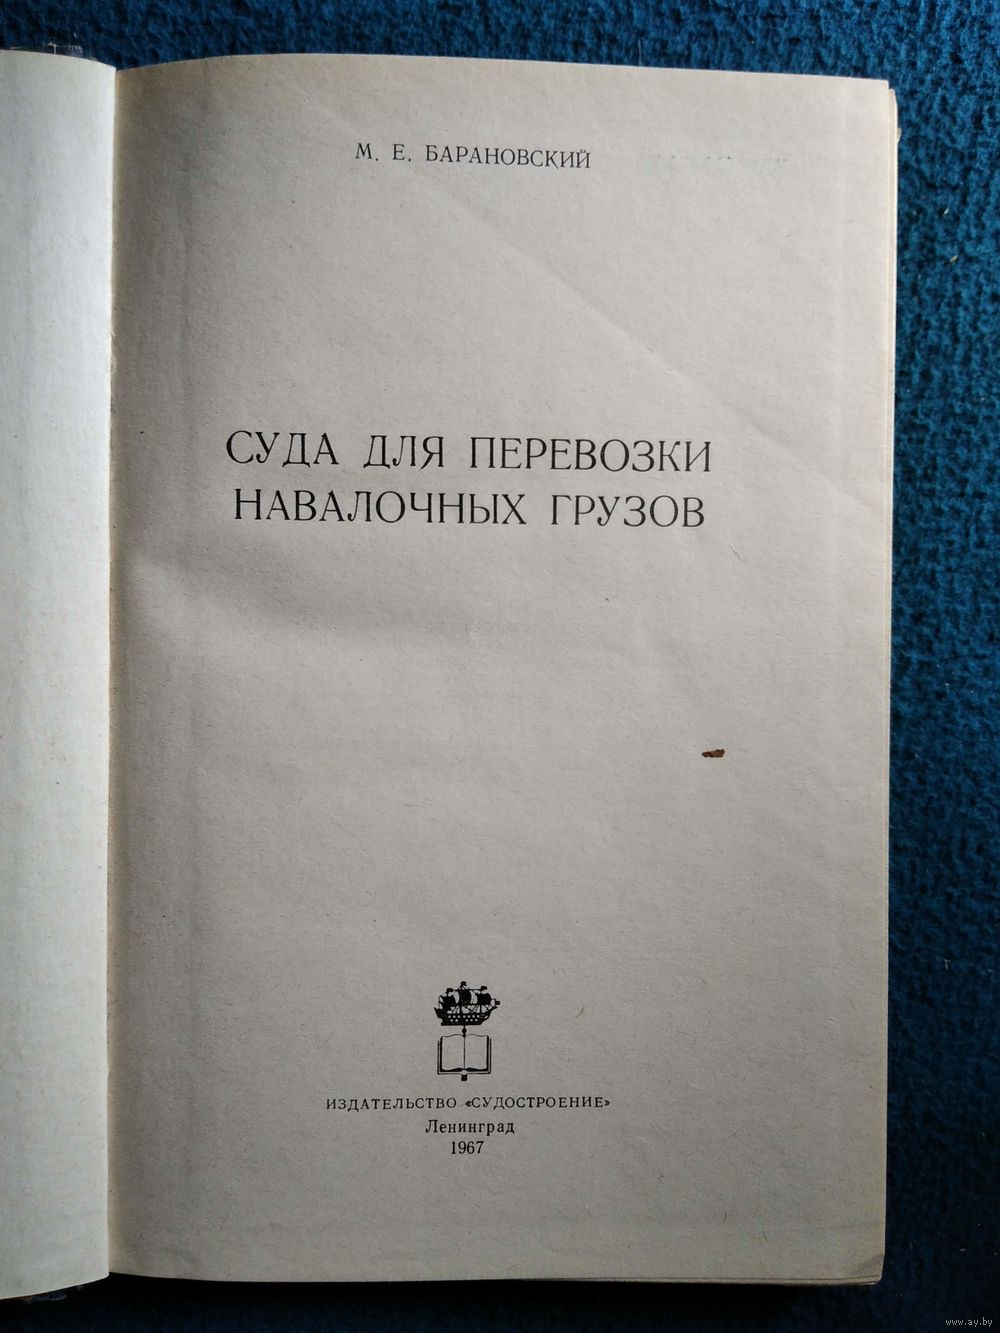 М. Е. БАРАНОВСКИЙ
СУДА ДЛЯ ПЕРЕВОЗКИ
НАВАЛОЧНЫХ ГРУЗОВ
ИЗДАТЕЛЬСТВО «СУДОСТРОЕНИЕ»
Ленинград
1967
www.ay.by